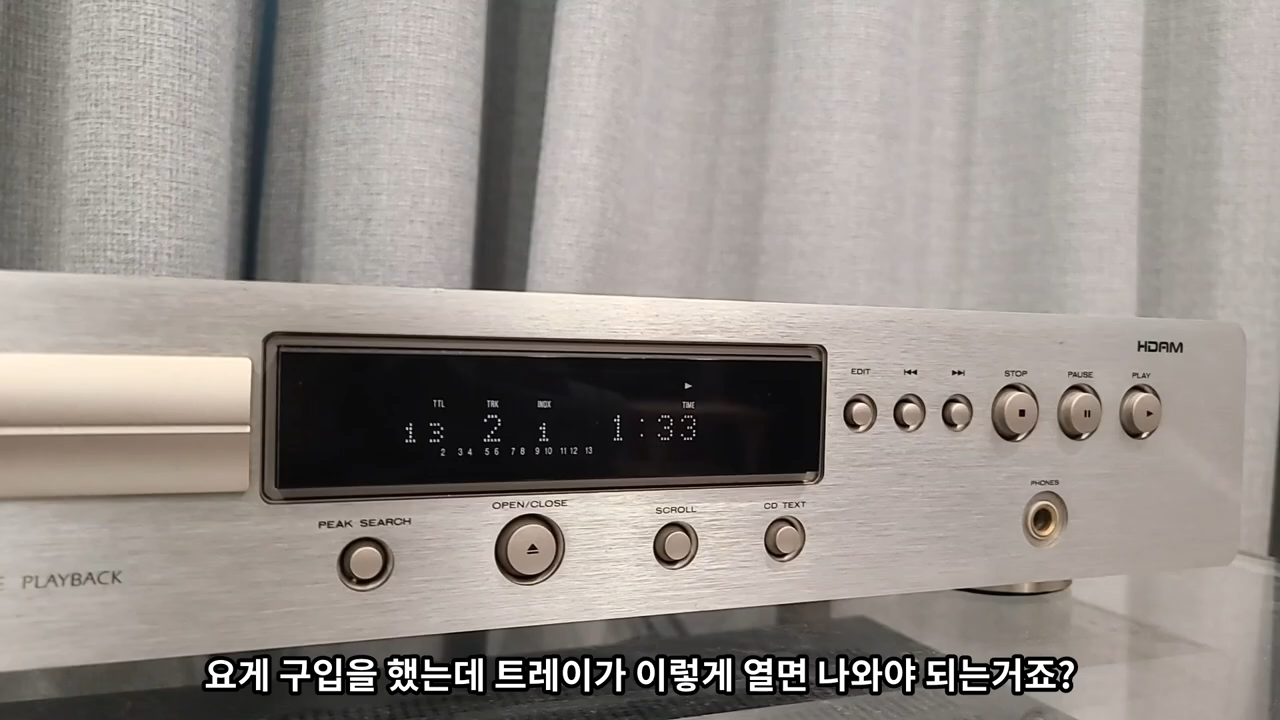 HDAM
EDIT
STOP
PAUSE
PLAY
TTL
TRK
INDX
TIME
13 2 1 1:33
2 3 4 5 6 7 8 9 10 11 12 13
PHONES
PEAK SEARCH
OPEN/CLOSE
SCROLL
CD TEXT
PLAYBACK
요게 구입을 했는데 트레이가 이렇게 열면 나와야 되는거죠?